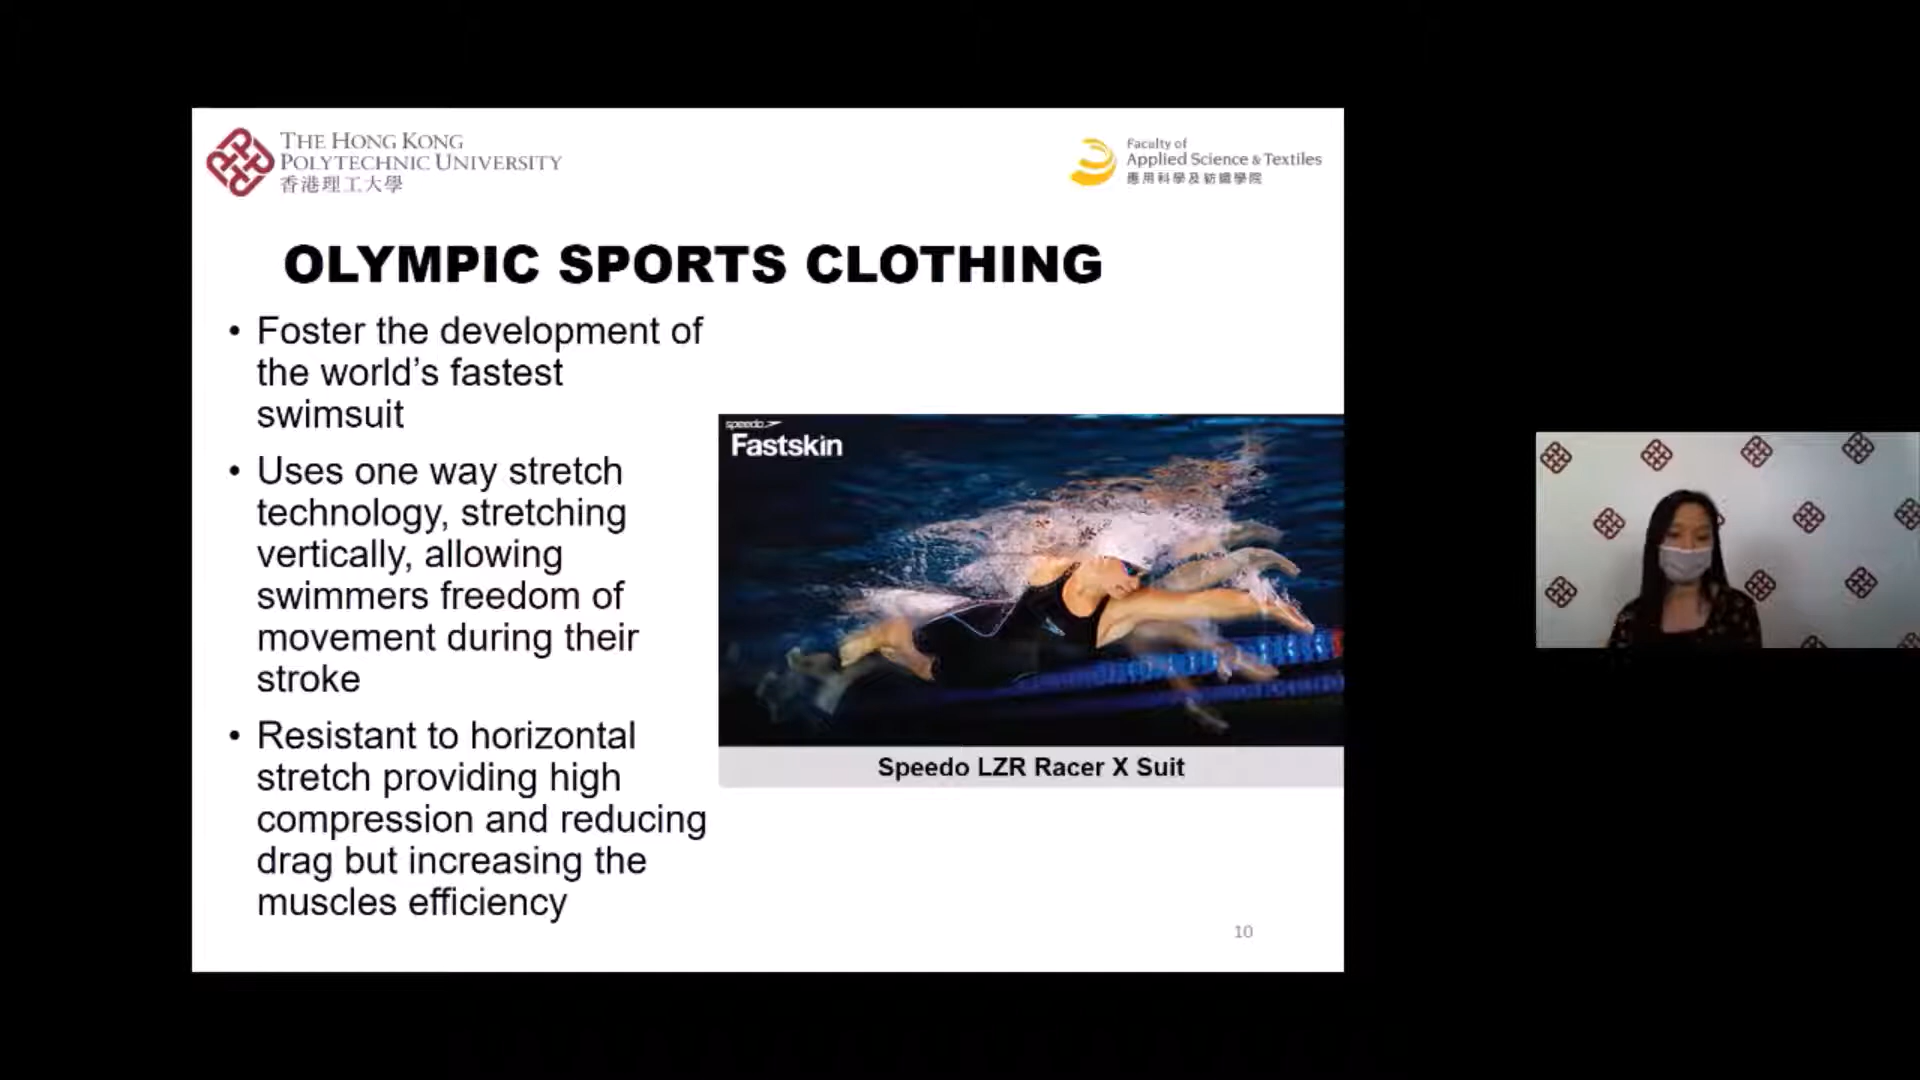 THE HONG KONG
POLYTECHNIC UNIVERSITY
香港理工大學
Faculty of
Applied Science & Textiles
應用科學及紡織學院
OLYMPIC SPORTS CLOTHING
• Foster the development of
the world’s fastest
swimsuit
• Uses one way stretch
technology, stretching
vertically, allowing
swimmers freedom of
movement during their
stroke
• Resistant to horizontal
stretch providing high
compression and reducing
drag but increasing the
muscles efficiency
speedo
Fastskin
Speedo LZR Racer X Suit
10